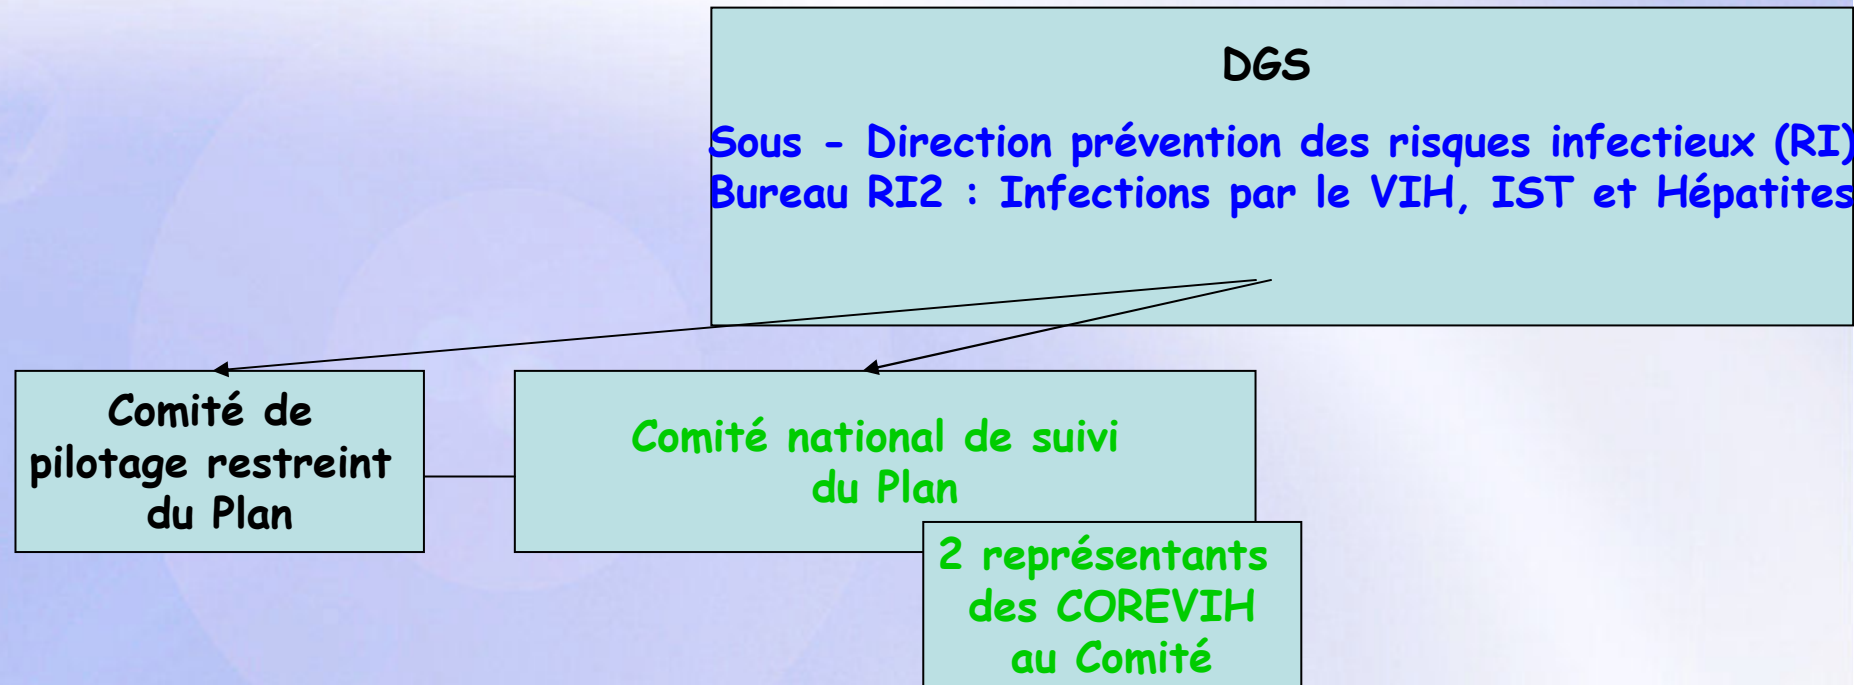 DGS
Sous - Direction prévention des risques infectieux (RI)
Bureau RI2 : Infections par le VIH, IST et Hépatites
Comité de
pilotage restreint
du Plan
Comité national de suivi
du Plan
2 représentants
des COREVIH
au Comité